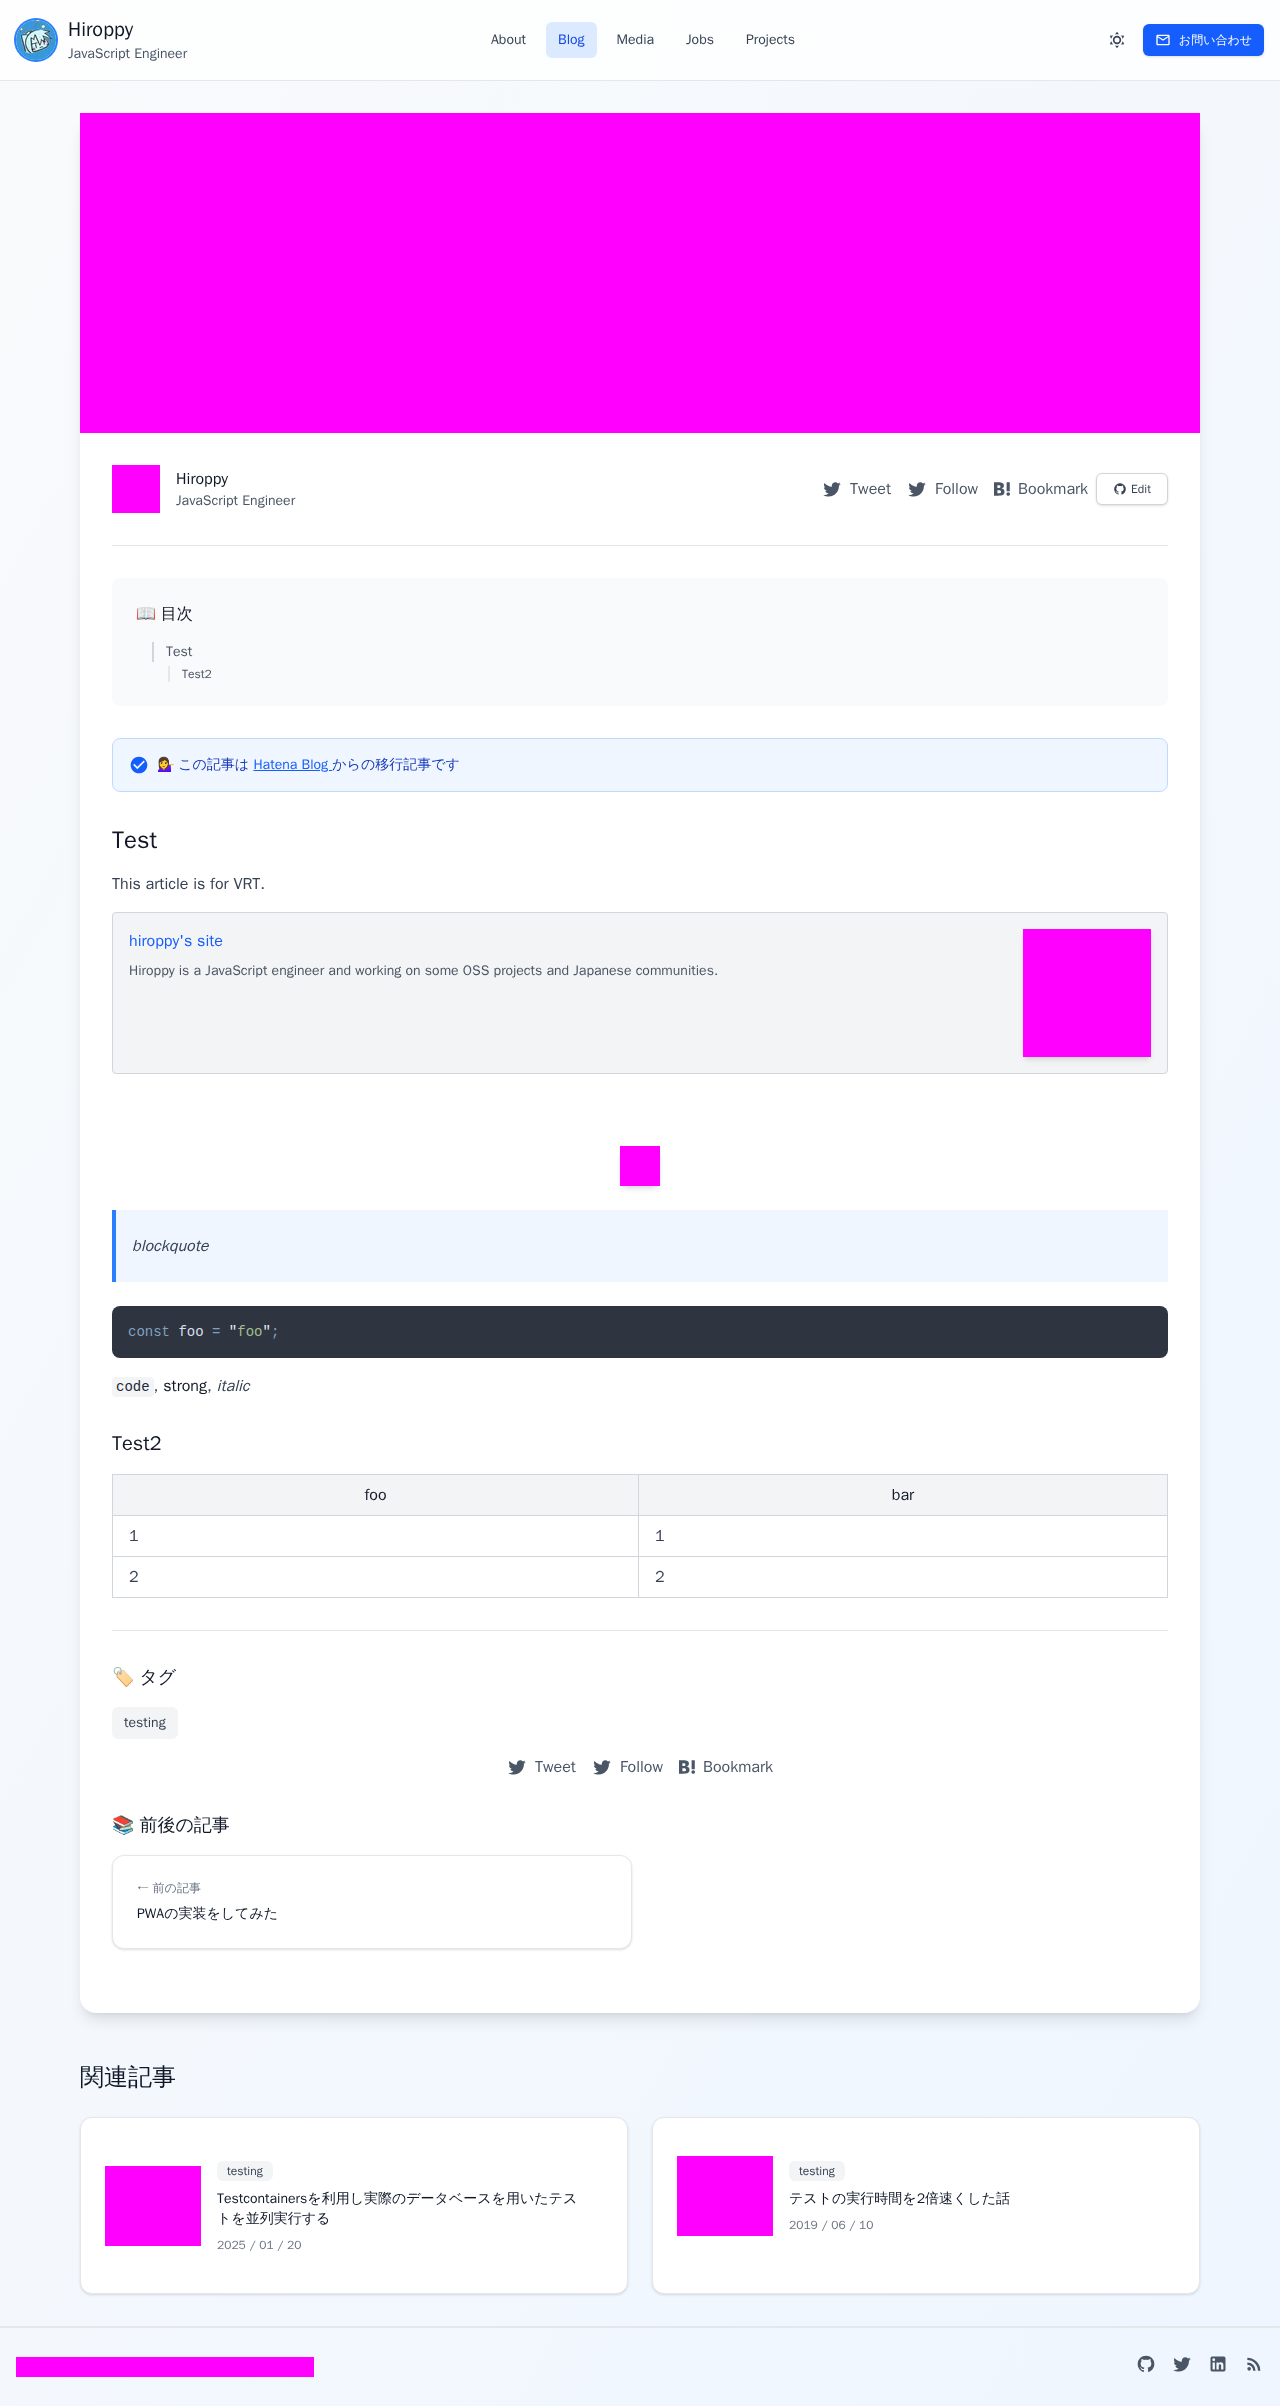 Hiroppy
JavaScript Engineer
About
Blog
Media
Jobs
Projects
お問い合わせ
Hiroppy
JavaScript Engineer
Tweet
Follow
B! Bookmark
Edit
📖 目次
Test
Test2
💁‍♀️ この記事は Hatena Blog からの移行記事です
Test
This article is for VRT.
hiroppy's site
Hiroppy is a JavaScript engineer and working on some OSS projects and Japanese communities.
blockquote
const foo = "foo";
code, strong, italic
Test2
foo bar
1 1
2 2
🏷️ タグ
testing
Tweet
Follow
B! Bookmark
📚 前後の記事
← 前の記事
PWAの実装をしてみた
関連記事
testing
Testcontainersを利用し実際のデータベースを用いたテス
トを並列実行する
2025 / 01 / 20
testing
テストの実行時間を2倍速くした話
2019 / 06 / 10